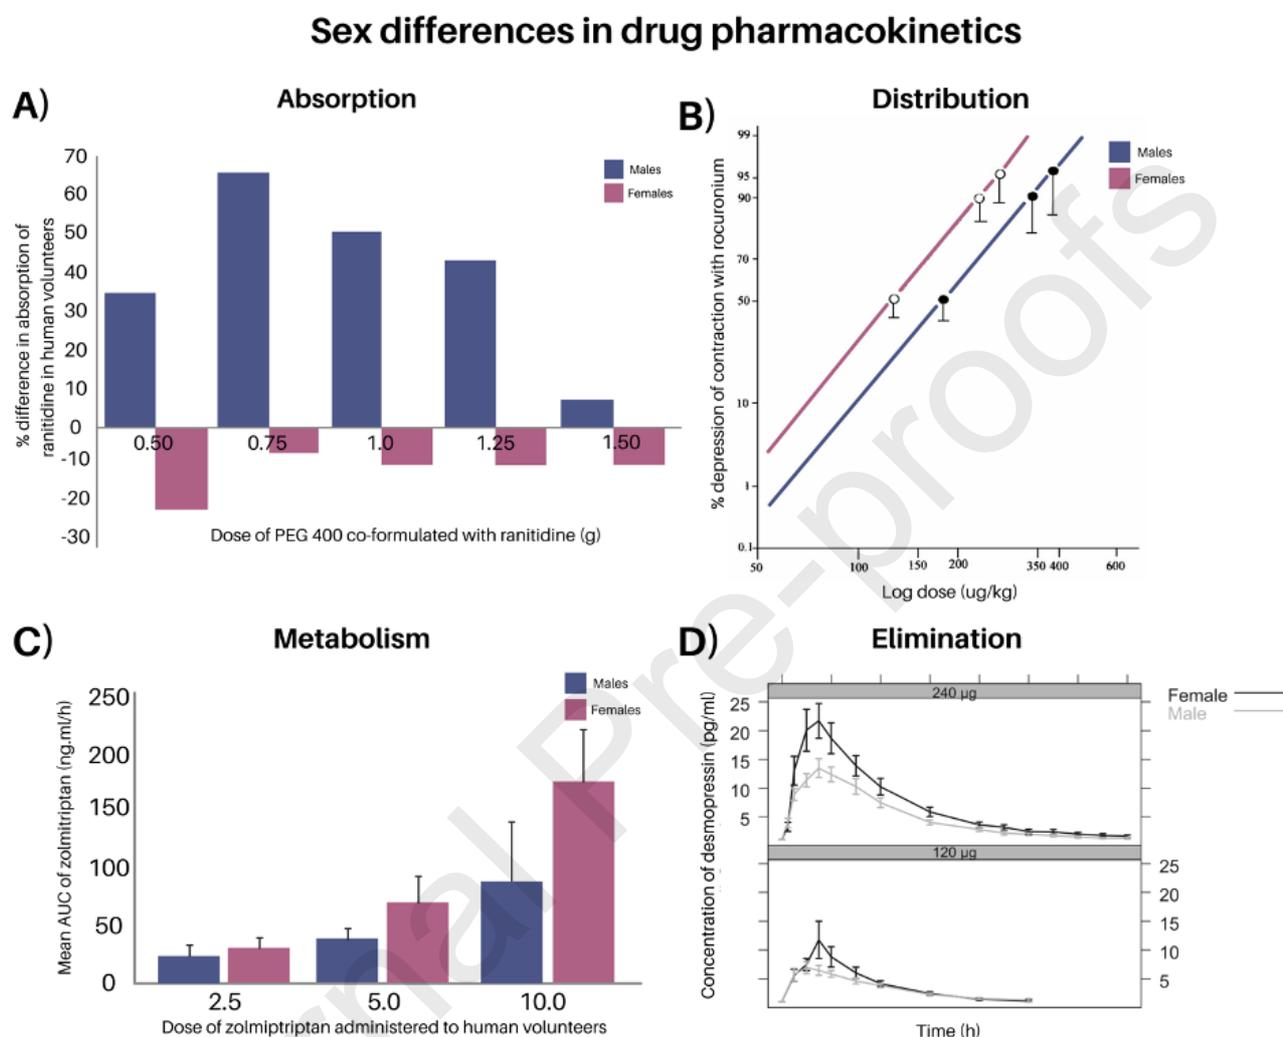 Sex differences in drug pharmacokinetics
A)
Absorption
70
60
50
40
30
20
10
0
-10
-20
-30
% difference in absorption of
ranitidine in human volunteers
Males
Females
0.50 0.75 1.0 1.25 1.50
Dose of PEG 400 co-formulated with ranitidine (g)
B)
Distribution
99
95
90
70
50
10
1
0.1
% depression of contraction with rocuronium
Males
Females
50 100 150 200 350 400 600
Log dose (ug/kg)
C)
Metabolism
250
200
150
100
50
0
Mean AUC of zolmitriptan (ng.ml/h)
Males
Females
2.5 5.0 10.0
Dose of zolmiptriptan administered to human volunteers
D)
Elimination
Concentration of desmopressin (pg/ml)
240 µg
25
20
15
10
5
Female
Male
120 µg
25
20
15
10
5
Time (h)
rnal Pre-proofs